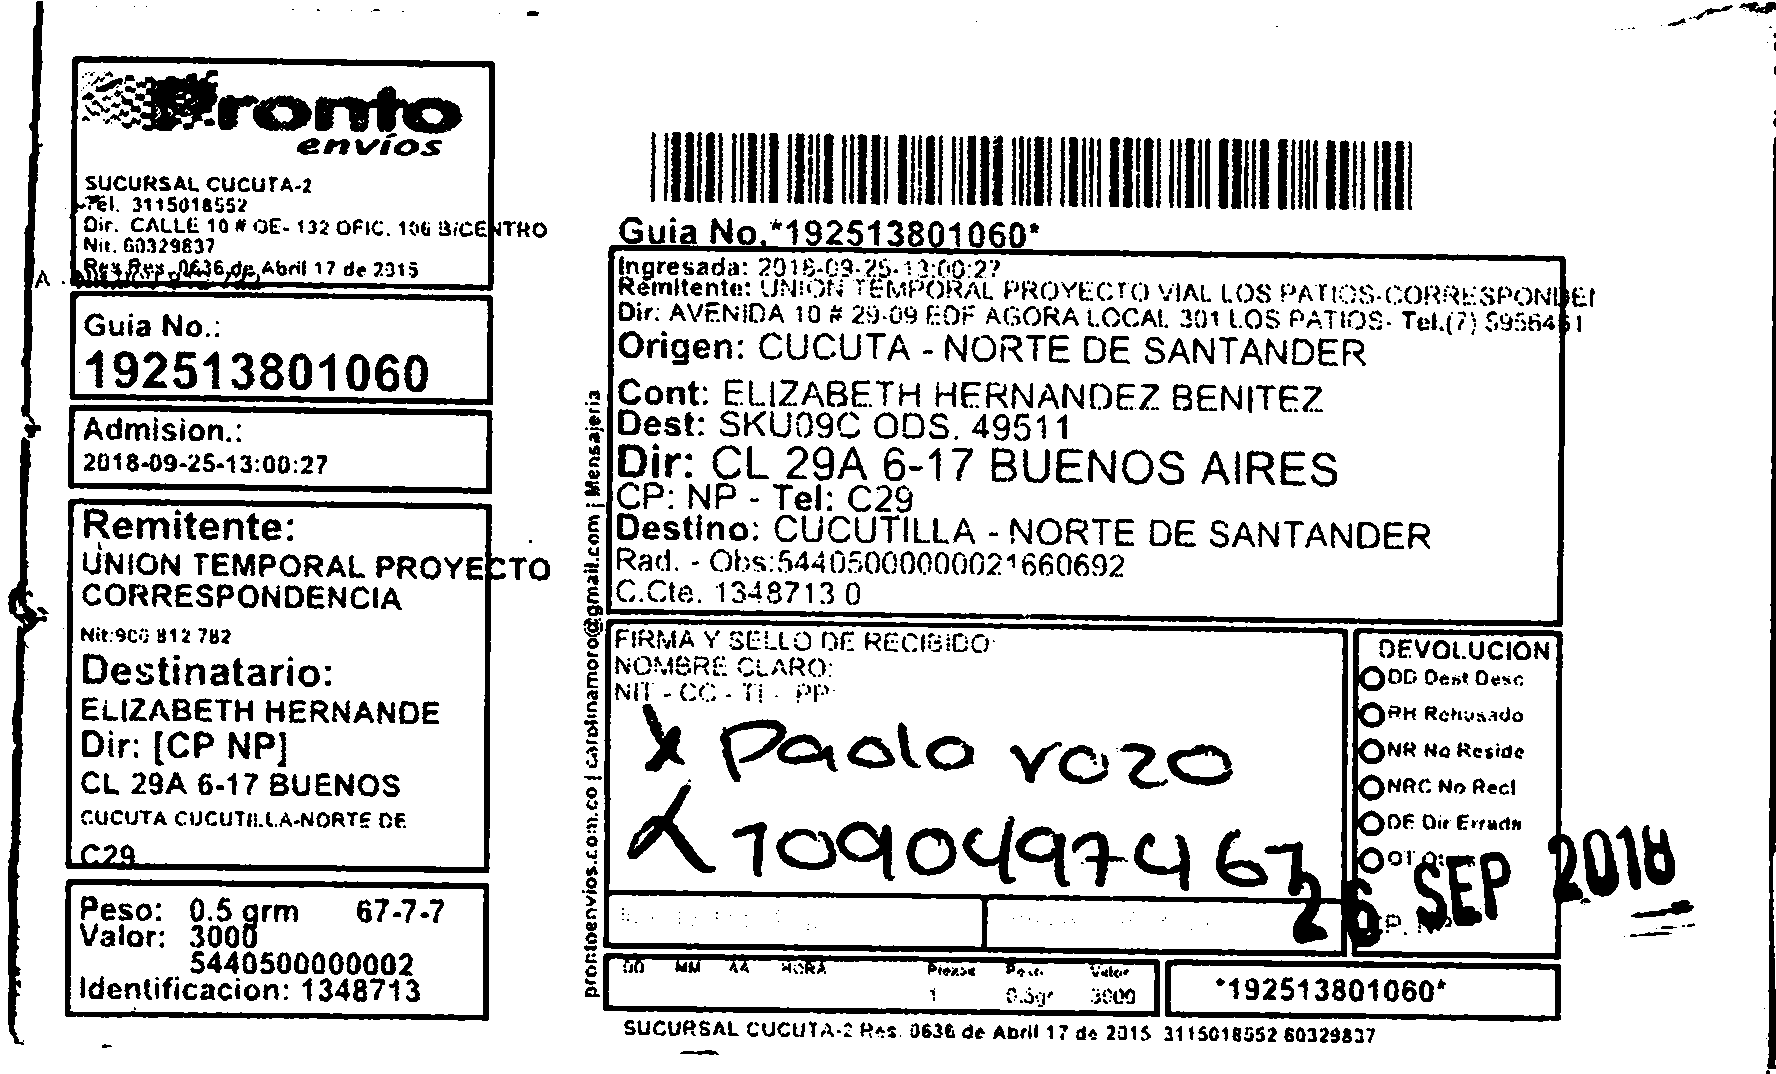 Pronto
envíos
SUCURSAL CUCUTA-2
Tel. 3115018552
Dir. CALLE 10 # OE- 132 OFIC. 106 BICENTRO
Nit. 60329837
Res Res. 0636 de Abril 17 de 2015
Guia No.:
192513801060
Admision.:
2018-09-25-13:00:27
Remitente:
UNION TEMPORAL PROYECTO
CORRESPONDENCIA
Nit:900 812 782
Destinatario:
ELIZABETH HERNANDE
Dir: [CP NP]
CL 29A 6-17 BUENOS
CUCUTA CUCUTILLA-NORTE DE
C29
Peso: 0.5 grm 67-7-7
Valor: 3000
5440500000002
Identificacion: 1348713
prontoenvios.com.co | carolinamoro@gmail.com | Mensajeria
Guia No.*192513801060*
Ingresada: 2018-09-25-13:00:27
Remitente: UNION TEMPORAL PROYECTO VIAL LOS PATIOS-CORRESPONDEN
Dir: AVENIDA 10 # 29-09 EDF AGORA LOCAL 301 LOS PATIOS- Tel.(7) 5956451
Origen: CUCUTA - NORTE DE SANTANDER
Cont: ELIZABETH HERNANDEZ BENITEZ
Dest: SKU09C ODS. 49511
Dir: CL 29A 6-17 BUENOS AIRES
CP: NP - Tel: C29
Destino: CUCUTILLA - NORTE DE SANTANDER
Rad. - Obs:5440500000002166069​2
C.Cte. 1348713 0
FIRMA Y SELLO DE RECIBIDO
NOMBRE CLARO:
NIT - CC - TI - PP
X Paolo rozo
X 1090497467
DEVOLUCION
DD Dest Desc
RH Rehusado
NR No Reside
NRC No Recl
DE Dir Errada
OT
26 SEP 2018
DD MM AA HORA Piezas Peso Valor
1 0.5gr 3000
*192513801060*
SUCURSAL CUCUTA-2 Res. 0636 de Abril 17 de 2015 3115018552 60329837